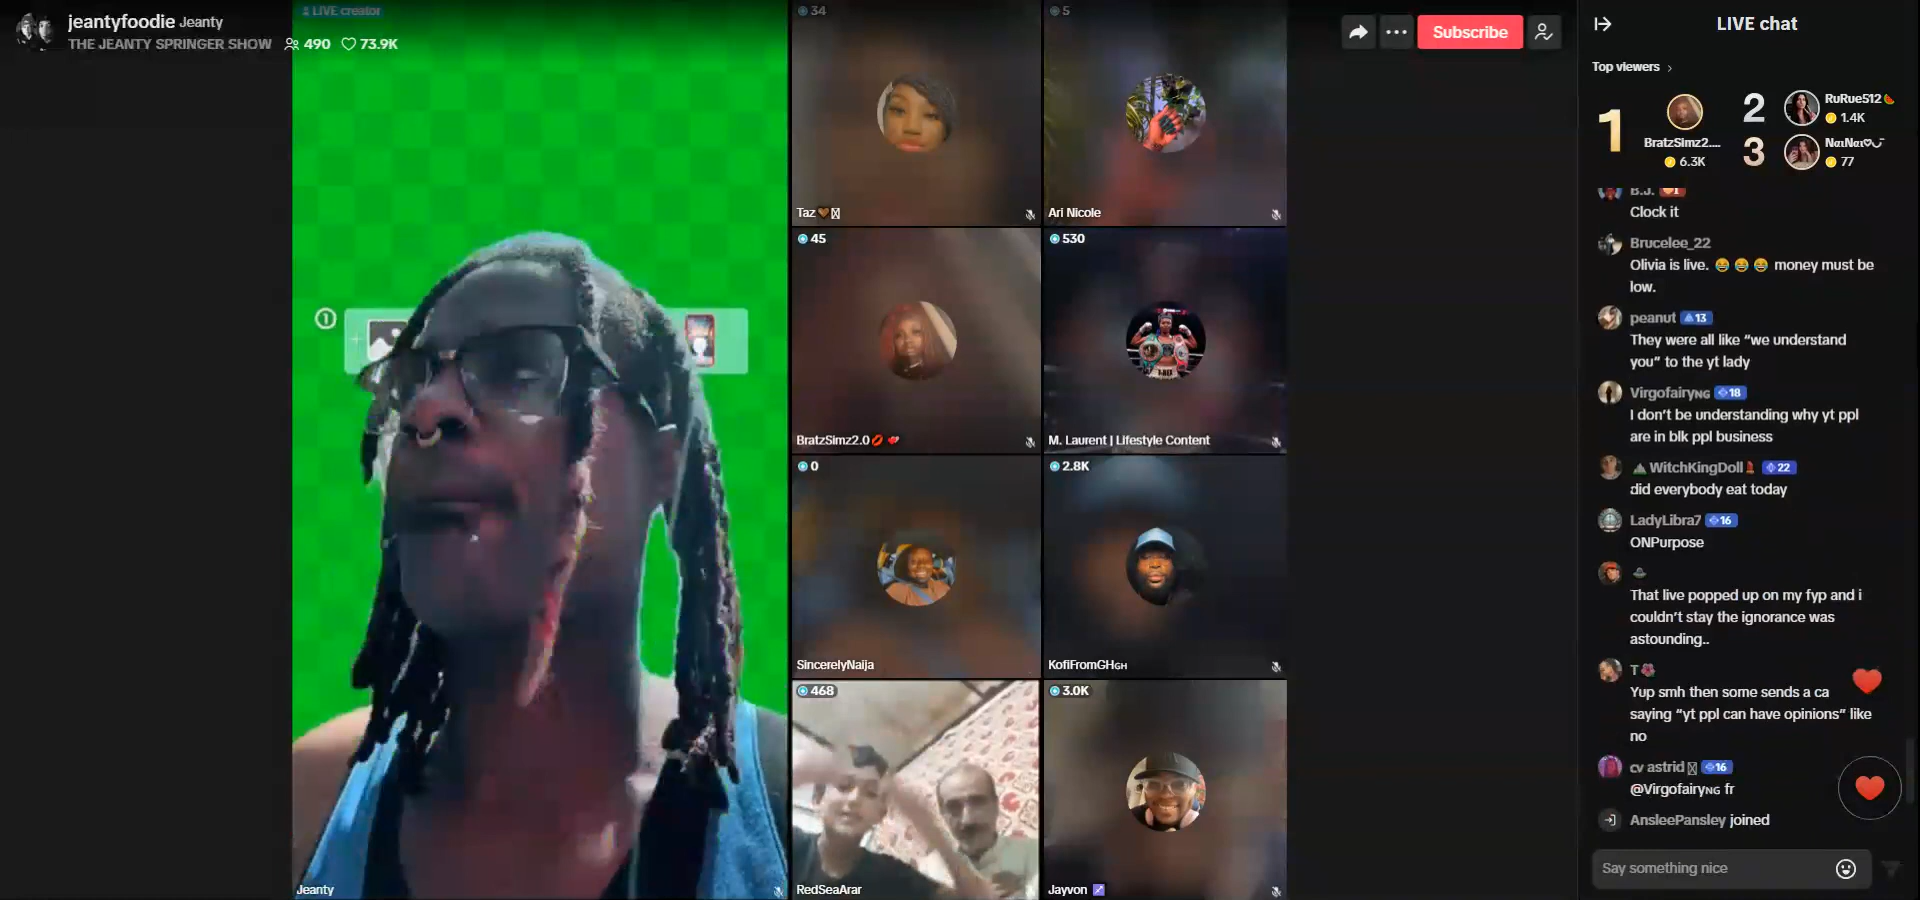 jeantyfoodie Jeanty
THE JEANTY SPRINGER SHOW 490 73.9K
LIVE creator
Subscribe
34
Taz
5
Ari Nicole
45
BratzSimz2.0
530
M. Laurent | Lifestyle Content
0
SincerelyNaija
2.8K
KofiFromGHGH
468
RedSeaArar
3.0K
Jayvon
1
Jeanty
LIVE chat
Top viewers
1
BratzSimz2....
6.3K
2
RuRue512🍉
1.4K
3
77
B.J. 1
Clock it
Brucelee_22
Olivia is live. 😂 😂 😂 money must be
low.
peanut 13
They were all like “we understand
you” to the yt lady
VirgofairyNG 18
I don’t be understanding why yt ppl
are in blk ppl business
WitchKingDoll 22
did everybody eat today
LadyLibra7 16
ONPurpose
That live popped up on my fyp and i
couldn’t stay the ignorance was
astounding..
T🌺
Yup smh then some sends a ca
saying “yt ppl can have opinions” like
no
cv astrid 16
@VirgofairyNG fr
AnsleePansley joined
Say something nice